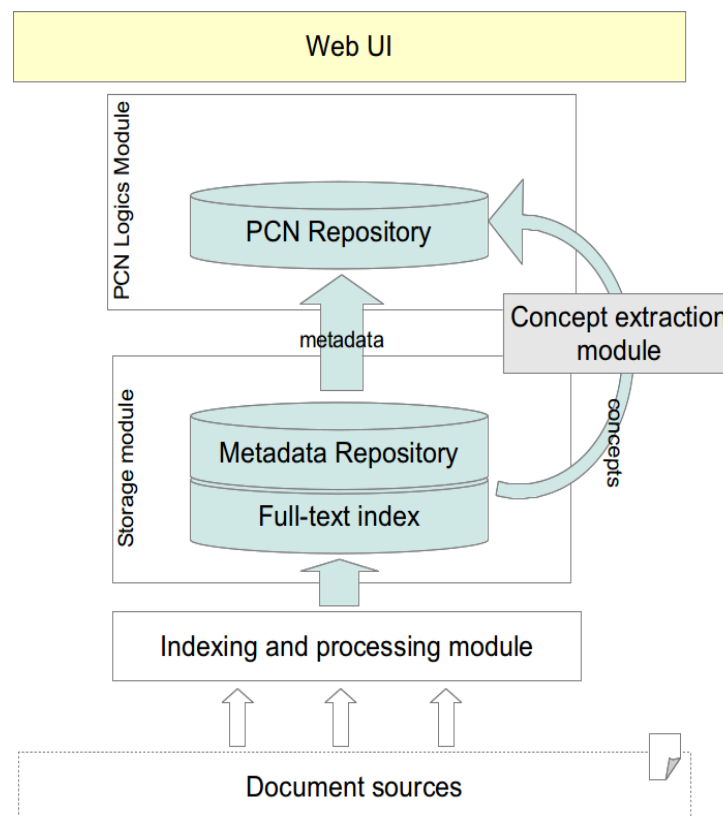 Web UI
PCN Logics Module
PCN Repository
metadata
Concept extraction
module
concepts
Storage module
Metadata Repository
Full-text index
Indexing and processing module
Document sources